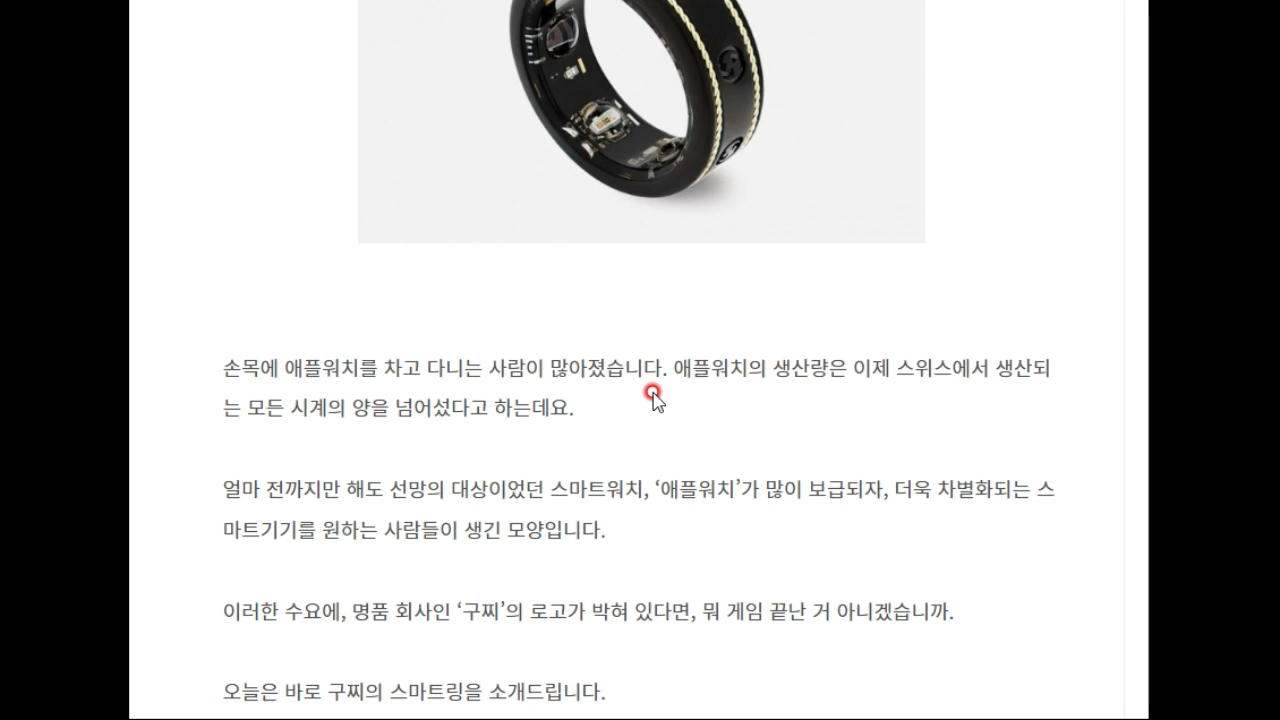 손목에 애플워치를 차고 다니는 사람이 많아졌습니다. 애플워치의 생산량은 이제 스위스에서 생산되
는 모든 시계의 양을 넘어섰다고 하는데요.
얼마 전까지만 해도 선망의 대상이었던 스마트워치, ‘애플워치’가 많이 보급되자, 더욱 차별화되는 스
마트기기를 원하는 사람들이 생긴 모양입니다.
이러한 수요에, 명품 회사인 ‘구찌’의 로고가 박혀 있다면, 뭐 게임 끝난 거 아니겠습니까.
오늘은 바로 구찌의 스마트링을 소개드립니다.